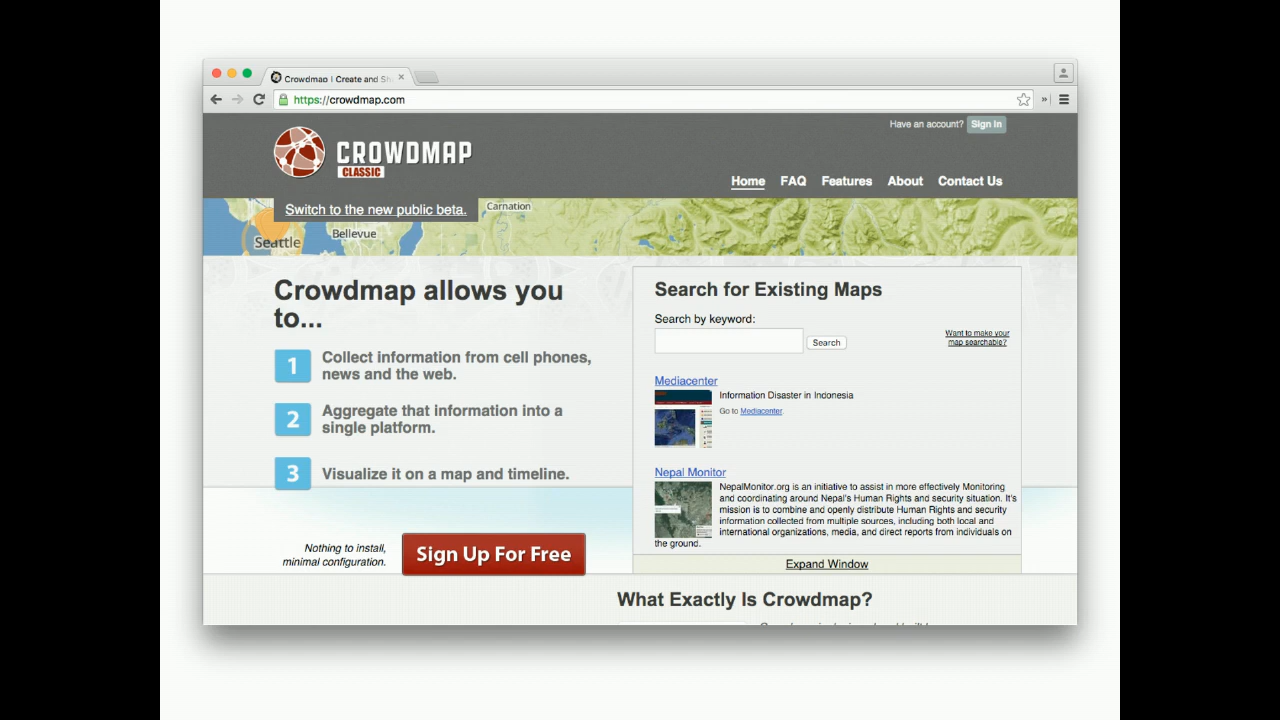 Crowdmap | Create and Sh
https://crowdmap.com
Have an account? Sign In
CROWDMAP
CLASSIC
Home FAQ Features About Contact Us
Switch to the new public beta.
Carnation
Bellevue
Seattle
Crowdmap allows you
to...
1 Collect information from cell phones,
news and the web.
2 Aggregate that information into a
single platform.
3 Visualize it on a map and timeline.
Nothing to install,
minimal configuration.
Sign Up For Free
Search for Existing Maps
Search by keyword:
Search
Want to make your
map searchable?
Mediacenter
Information Disaster in Indonesia
Go to Mediacenter.
Nepal Monitor
NepalMonitor.org is an initiative to assist in more effectively Monitoring
and coordinating around Nepal's Human Rights and security situation. It's
mission is to combine and openly distribute Human Rights and security
information collected from multiple sources, including both local and
international organizations, media, and direct reports from individuals on
the ground.
Expand Window
What Exactly Is Crowdmap?